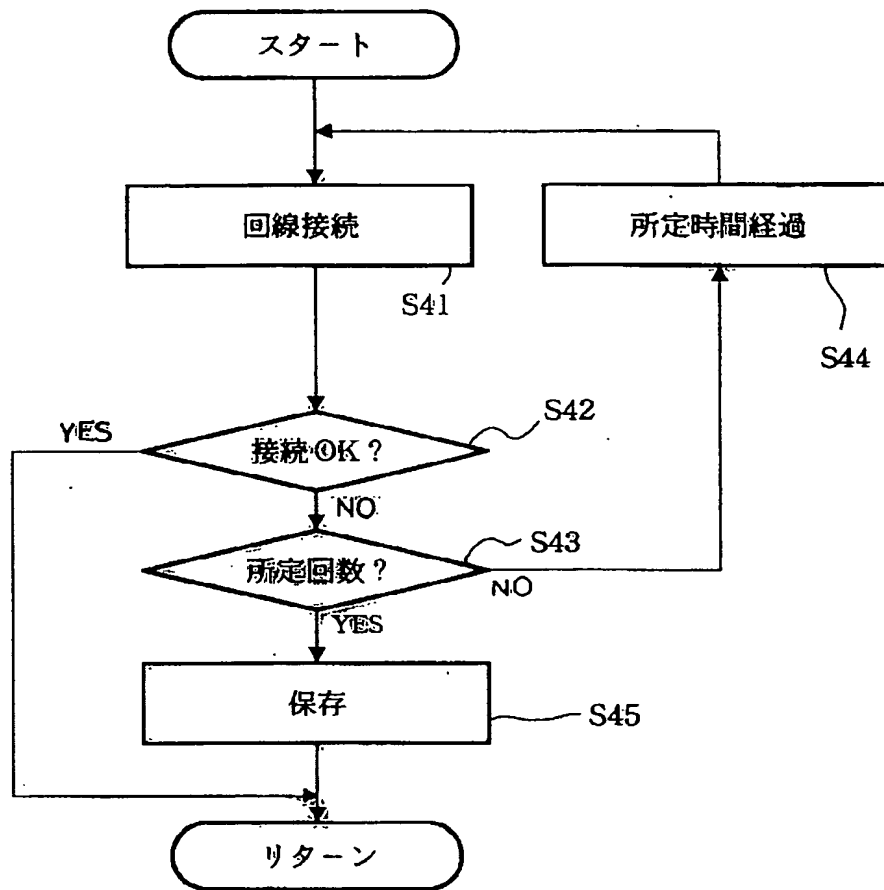 スタート
回線接続
S41
所定時間経過
S44
接続OK?
S42
YES
NO
所定回数?
S43
NO
YES
保存
S45
リターン